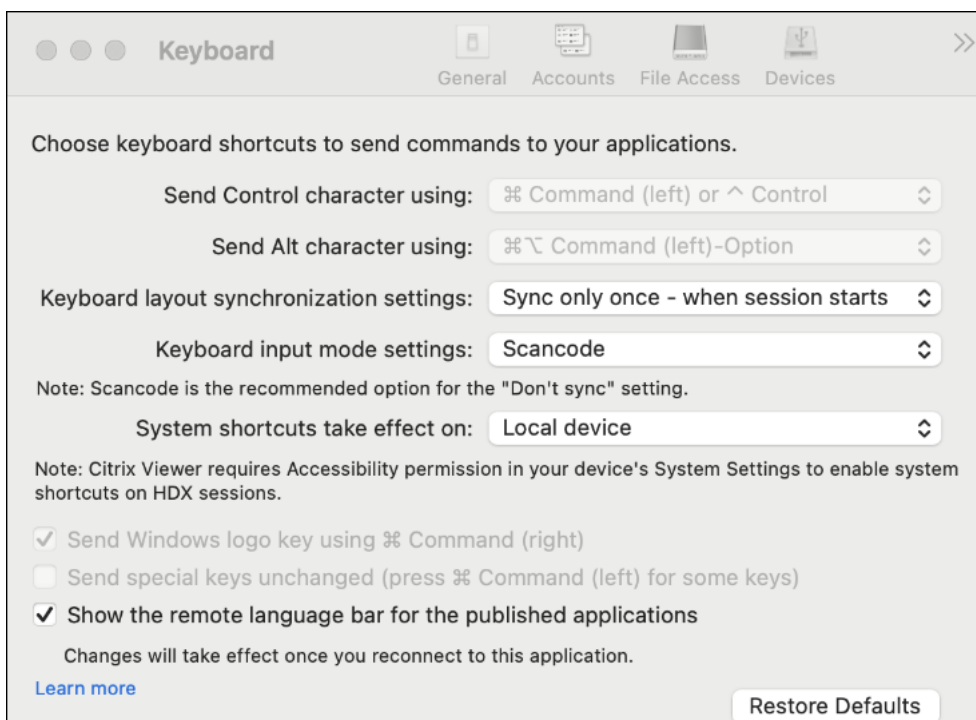 Keyboard
General Accounts File Access Devices
Choose keyboard shortcuts to send commands to your applications.
Send Control character using: ⌘ Command (left) or ^ Control
Send Alt character using: ⌘⌥ Command (left)-Option
Keyboard layout synchronization settings: Sync only once - when session starts
Keyboard input mode settings: Scancode
Note: Scancode is the recommended option for the "Don't sync" setting.
System shortcuts take effect on: Local device
Note: Citrix Viewer requires Accessibility permission in your device's System Settings to enable system
shortcuts on HDX sessions.
Send Windows logo key using ⌘ Command (right)
Send special keys unchanged (press ⌘ Command (left) for some keys)
Show the remote language bar for the published applications
Changes will take effect once you reconnect to this application.
Learn more
Restore Defaults